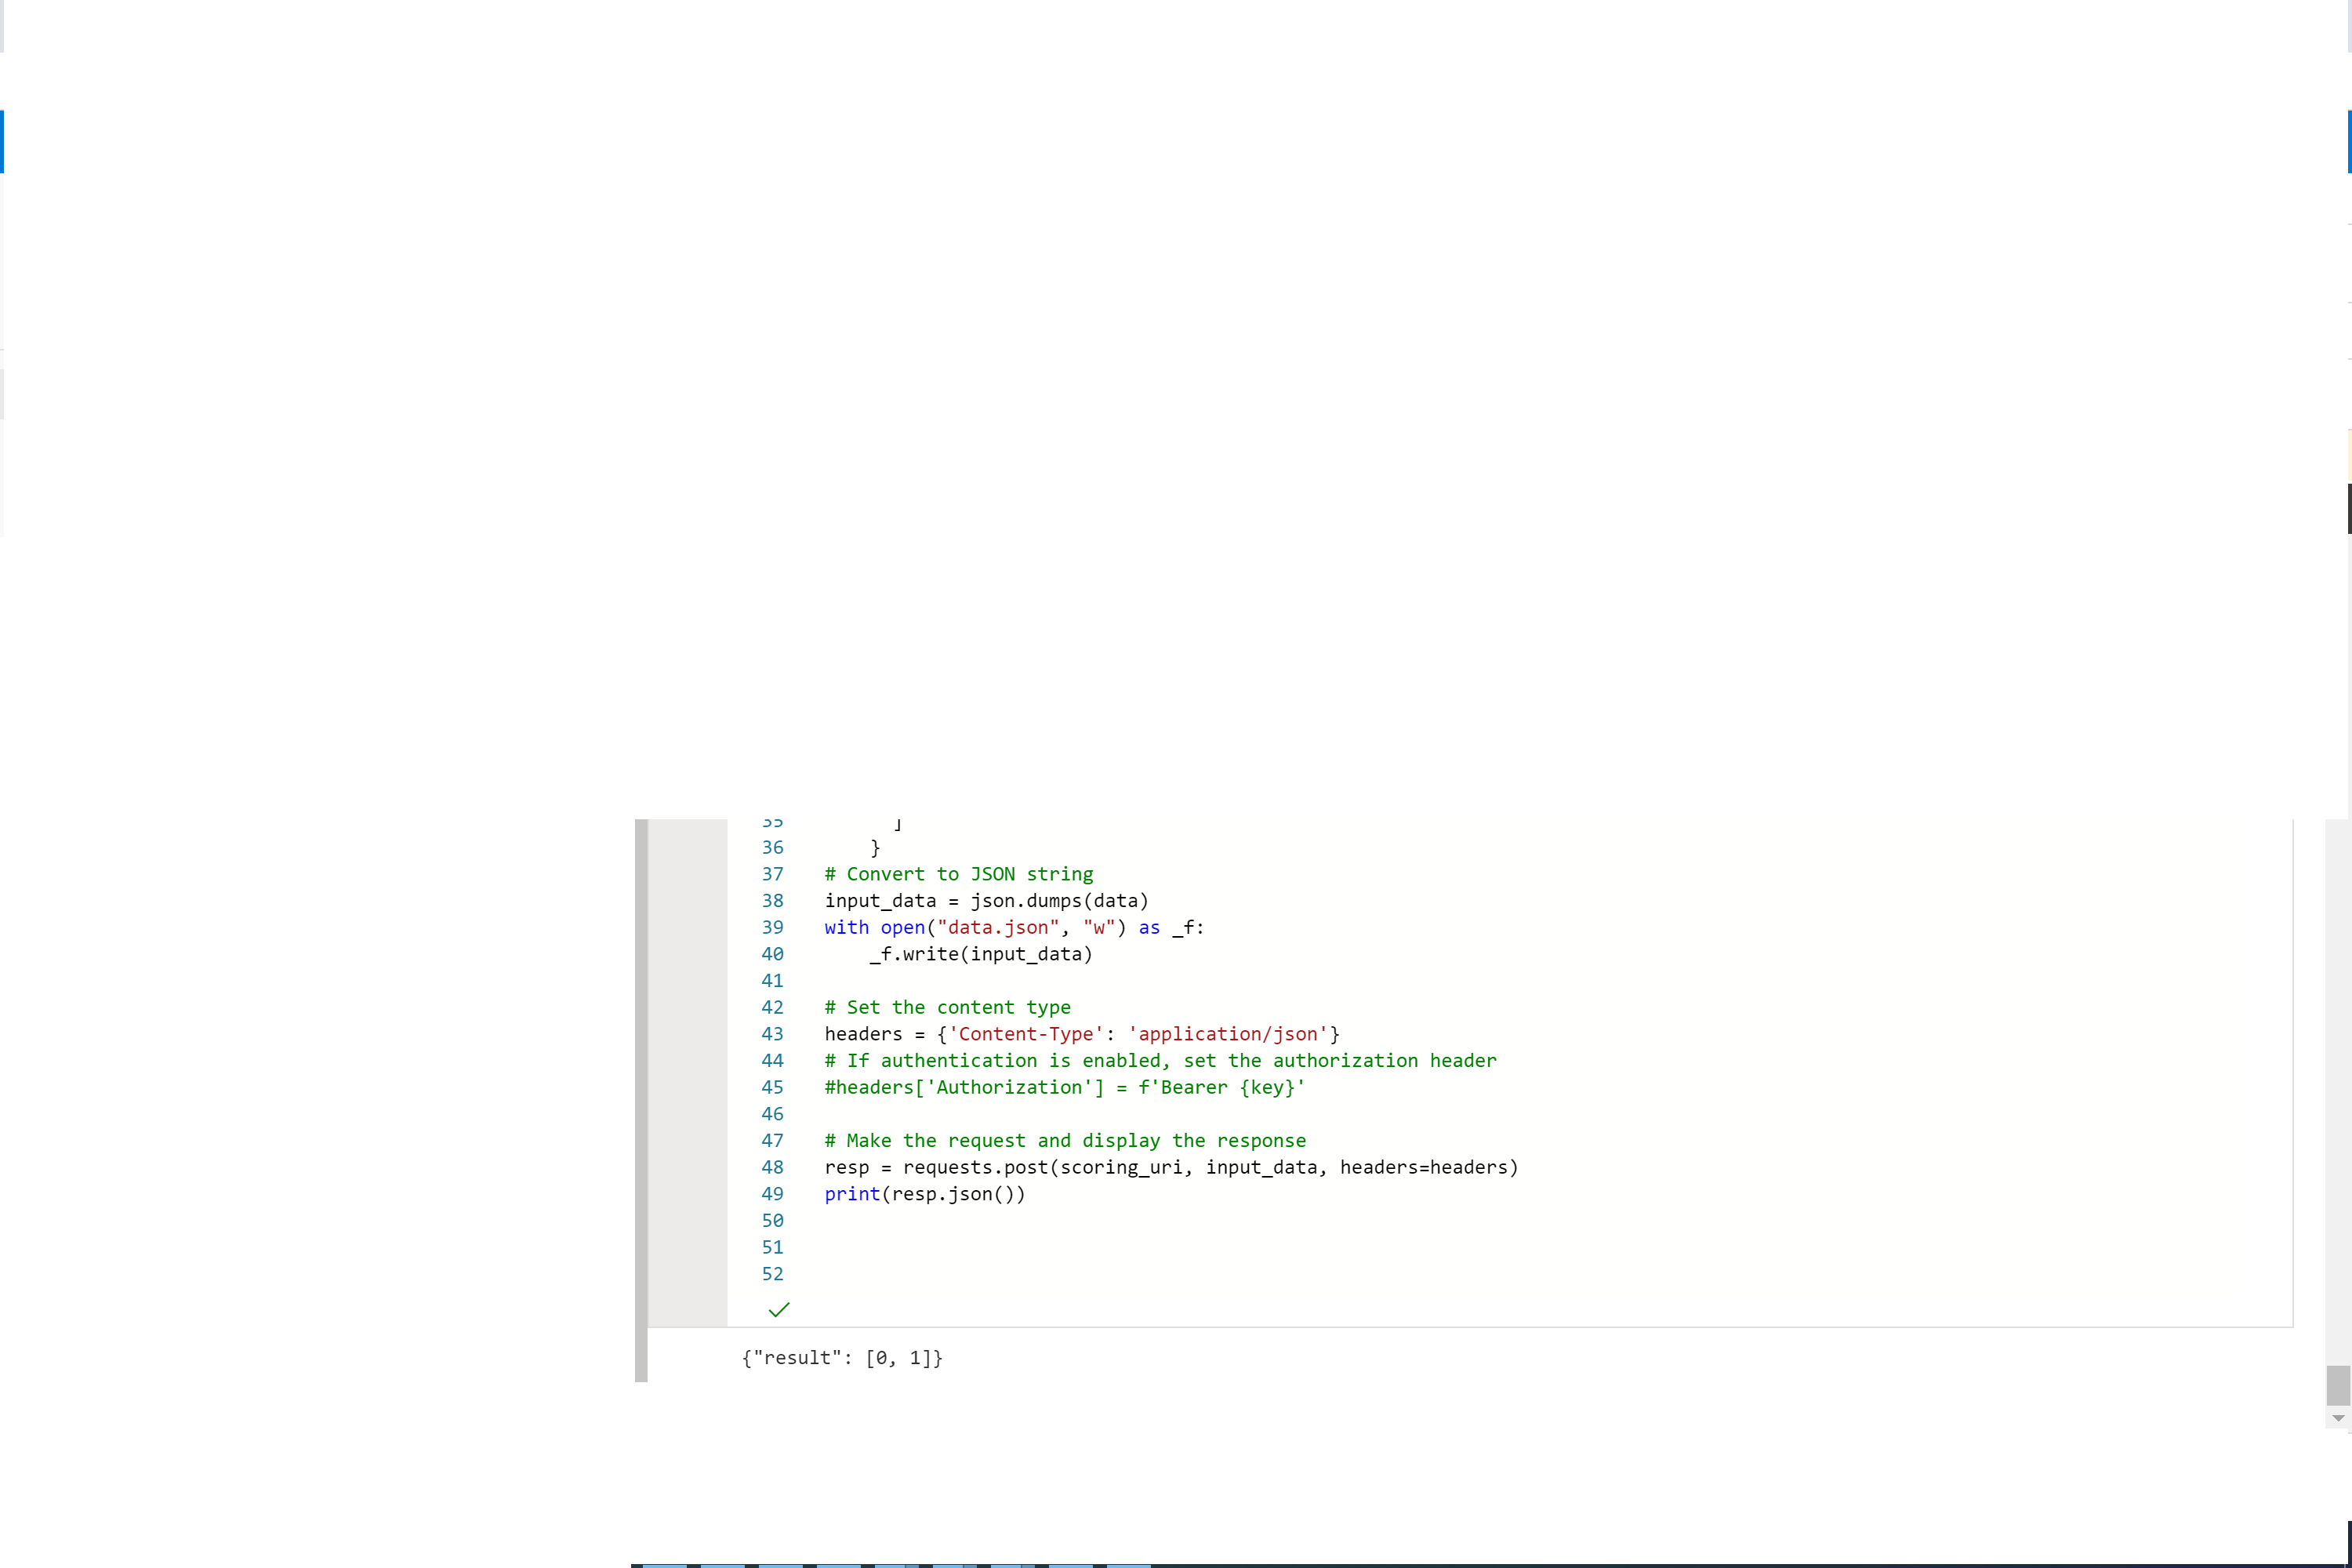 35 ]
36 }
37 # Convert to JSON string
38 input_data = json.dumps(data)
39 with open("data.json", "w") as _f:
40 _f.write(input_data)
41
42 # Set the content type
43 headers = {'Content-Type': 'application/json'}
44 # If authentication is enabled, set the authorization header
45 #headers['Authorization'] = f'Bearer {key}'
46
47 # Make the request and display the response
48 resp = requests.post(scoring_uri, input_data, headers=headers)
49 print(resp.json())
50
51
52
{"result": [0, 1]}